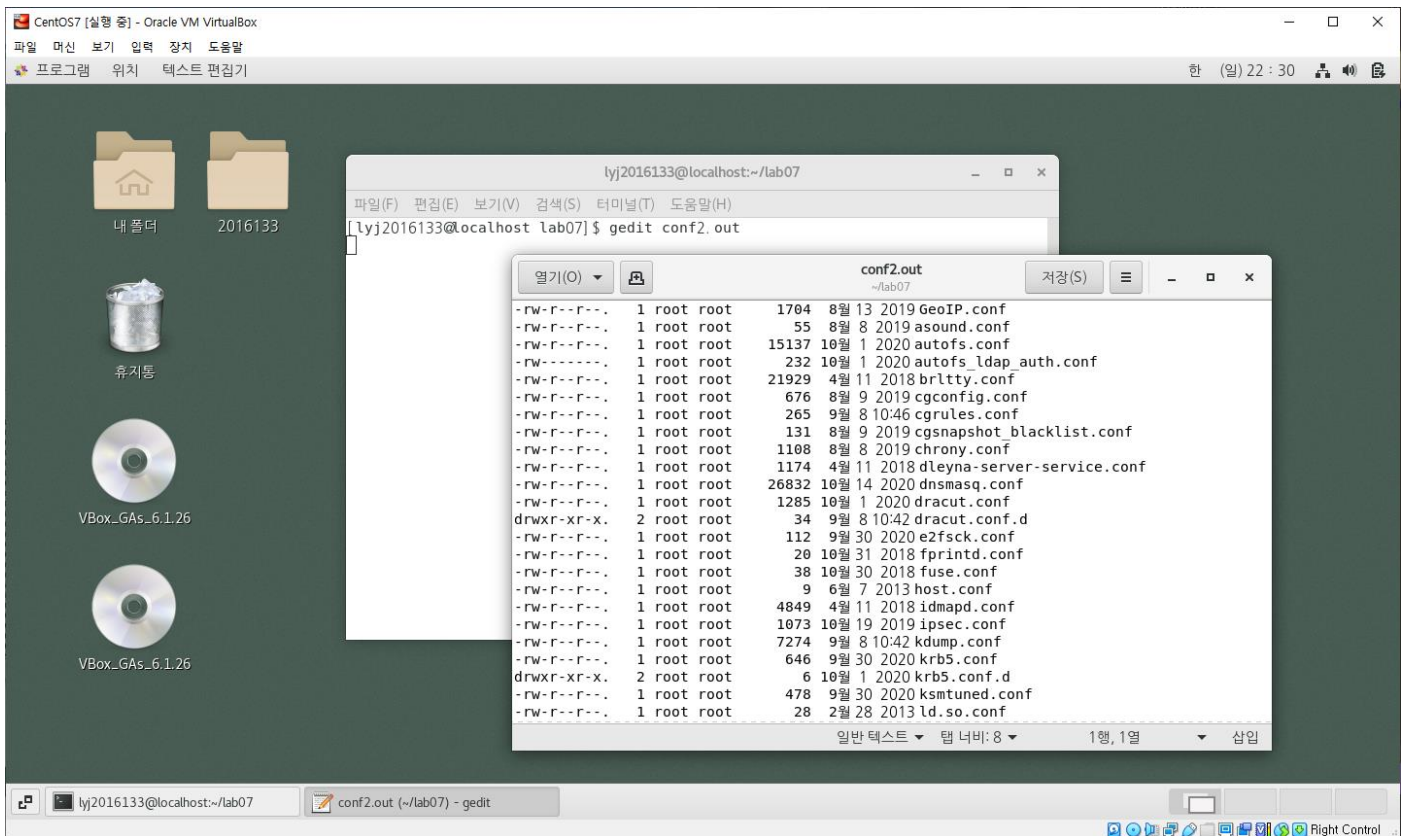 CentOS7 [실행 중] - Oracle VM VirtualBox
파일 머신 보기 입력 장치 도움말
프로그램 위치 텍스트 편집기 한 (일) 22 : 30
내 폴더
2016133
휴지통
VBox_GAs_6.1.26
VBox_GAs_6.1.26
lyj2016133@localhost:~/lab07
파일(F) 편집(E) 보기(V) 검색(S) 터미널(T) 도움말(H)
[lyj2016133@localhost lab07]$ gedit conf2.out
열기(O) conf2.out 저장(S)
~/lab07
-rw-r--r--. 1 root root 1704 8월 13 2019 GeoIP.conf
-rw-r--r--. 1 root root 55 8월 8 2019 asound.conf
-rw-r--r--. 1 root root 15137 10월 1 2020 autofs.conf
-rw-------. 1 root root 232 10월 1 2020 autofs_ldap_auth.conf
-rw-r--r--. 1 root root 21929 4월 11 2018 brltty.conf
-rw-r--r--. 1 root root 676 8월 9 2019 cgconfig.conf
-rw-r--r--. 1 root root 265 9월 8 10:46 cgrules.conf
-rw-r--r--. 1 root root 131 8월 9 2019 cgsnapshot_blacklist.conf
-rw-r--r--. 1 root root 1108 8월 8 2019 chrony.conf
-rw-r--r--. 1 root root 1174 4월 11 2018 dleyna-server-service.conf
-rw-r--r--. 1 root root 26832 10월 14 2020 dnsmasq.conf
-rw-r--r--. 1 root root 1285 10월 1 2020 dracut.conf
drwxr-xr-x. 2 root root 34 9월 8 10:42 dracut.conf.d
-rw-r--r--. 1 root root 112 9월 30 2020 e2fsck.conf
-rw-r--r--. 1 root root 20 10월 31 2018 fprintd.conf
-rw-r--r--. 1 root root 38 10월 30 2018 fuse.conf
-rw-r--r--. 1 root root 9 6월 7 2013 host.conf
-rw-r--r--. 1 root root 4849 4월 11 2018 idmapd.conf
-rw-r--r--. 1 root root 1073 10월 19 2019 ipsec.conf
-rw-r--r--. 1 root root 7274 9월 8 10:42 kdump.conf
-rw-r--r--. 1 root root 646 9월 30 2020 krb5.conf
drwxr-xr-x. 2 root root 6 10월 1 2020 krb5.conf.d
-rw-r--r--. 1 root root 478 9월 30 2020 ksmtuned.conf
-rw-r--r--. 1 root root 28 2월 28 2013 ld.so.conf
일반 텍스트 탭 너비: 8 1행, 1열 삽입
lyj2016133@localhost:~/lab07 conf2.out (~/lab07) - gedit
Right Control